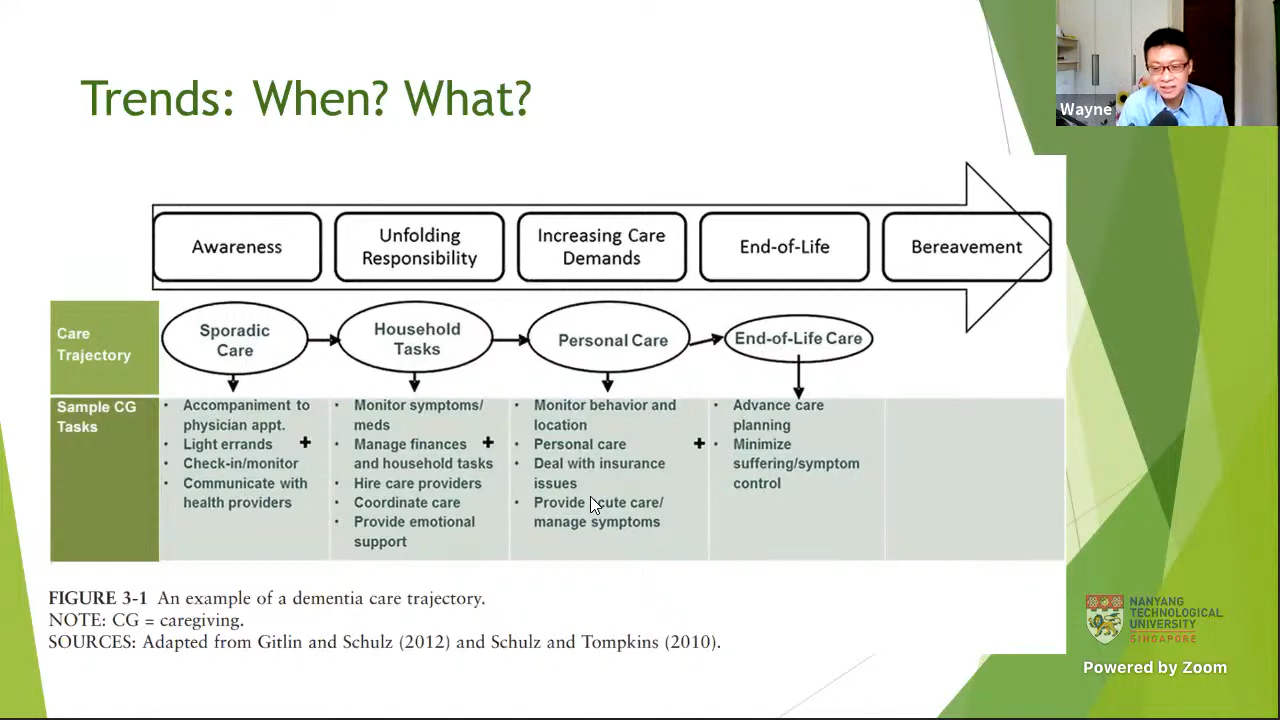 Trends: When? What?
Wayne
Awareness
Unfolding
Responsibility
Increasing Care
Demands
End-of-Life
Bereavement
Care
Trajectory
Sporadic
Care
Household
Tasks
Personal Care
End-of-Life Care
Sample CG
Tasks
• Accompaniment to
physician appt.
• Light errands
• Check-in/monitor
• Communicate with
health providers
+
• Monitor symptoms/
meds
• Manage finances
and household tasks
• Hire care providers
• Coordinate care
• Provide emotional
support
+
• Monitor behavior and
location
• Personal care
• Deal with insurance
issues
• Provide acute care/
manage symptoms
+
• Advance care
planning
• Minimize
suffering/symptom
control
FIGURE 3-1 An example of a dementia care trajectory.
NOTE: CG = caregiving.
SOURCES: Adapted from Gitlin and Schulz (2012) and Schulz and Tompkins (2010).
NANYANG
TECHNOLOGICAL
UNIVERSITY
SINGAPORE
Powered by Zoom